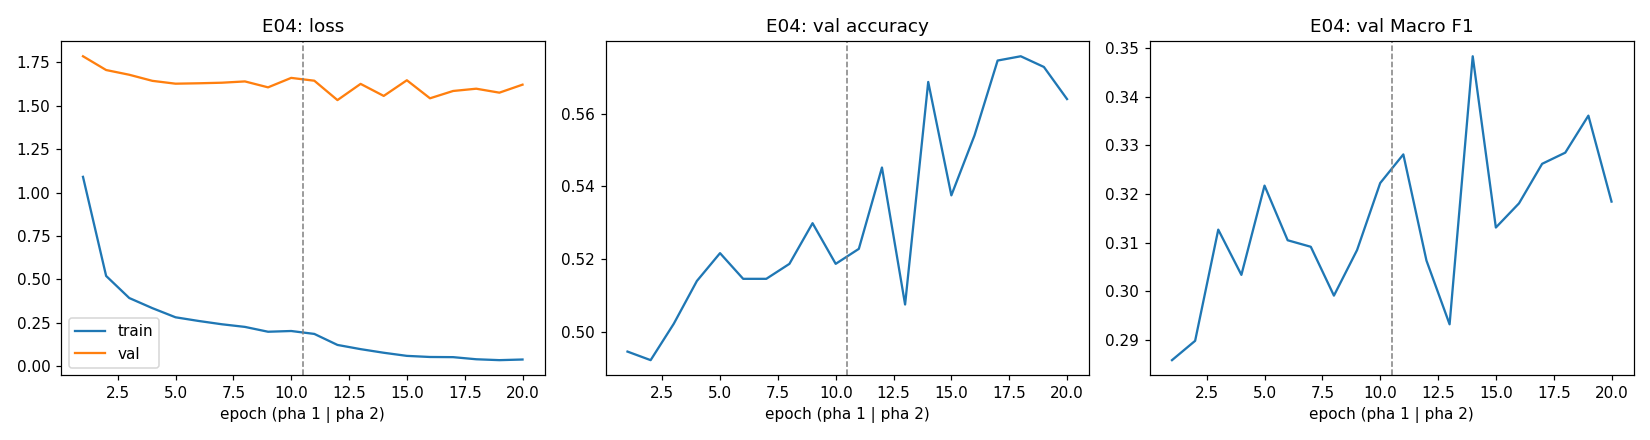 E04: loss
1.75
1.50
1.25
1.00
0.75
0.50
0.25
0.00
train
val
2.5 5.0 7.5 10.0 12.5 15.0 17.5 20.0
epoch (pha 1 | pha 2)
E04: val accuracy
0.56
0.54
0.52
0.50
2.5 5.0 7.5 10.0 12.5 15.0 17.5 20.0
epoch (pha 1 | pha 2)
E04: val Macro F1
0.35
0.34
0.33
0.32
0.31
0.30
0.29
2.5 5.0 7.5 10.0 12.5 15.0 17.5 20.0
epoch (pha 1 | pha 2)